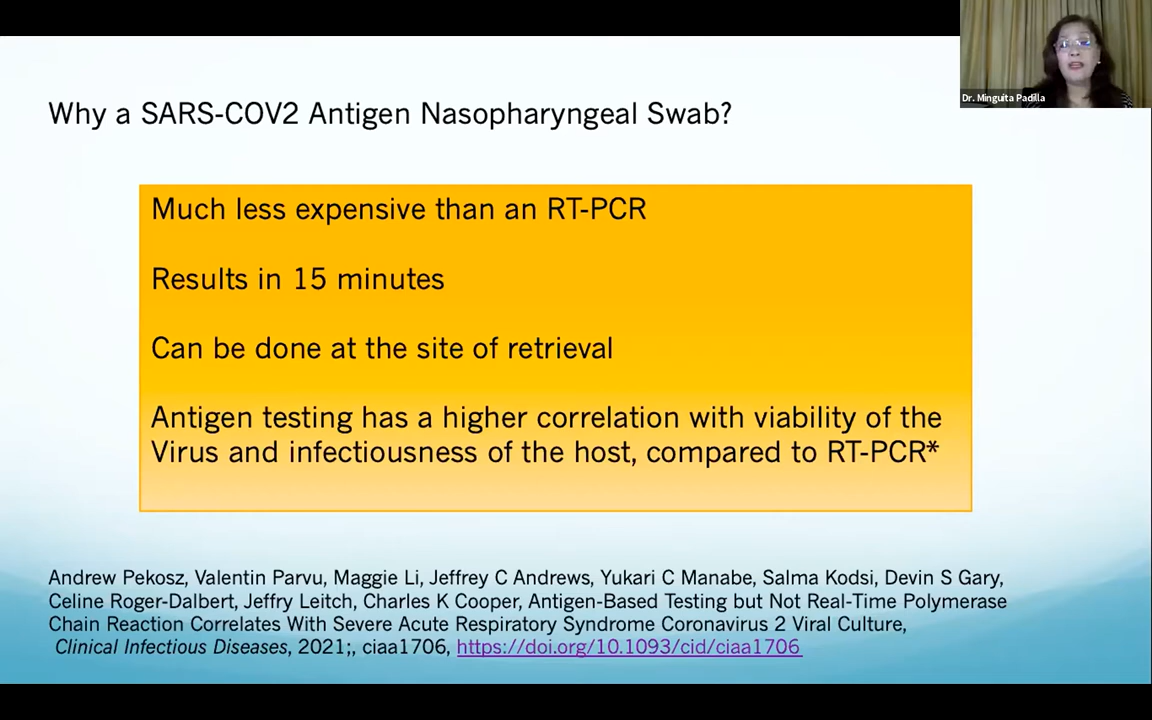 Dr. Minguita Padilla
Why a SARS-COV2 Antigen Nasopharyngeal Swab?
Much less expensive than an RT-PCR
Results in 15 minutes
Can be done at the site of retrieval
Antigen testing has a higher correlation with viability of the
Virus and infectiousness of the host, compared to RT-PCR*
Andrew Pekosz, Valentin Parvu, Maggie Li, Jeffrey C Andrews, Yukari C Manabe, Salma Kodsi, Devin S Gary,
Celine Roger-Dalbert, Jeffry Leitch, Charles K Cooper, Antigen-Based Testing but Not Real-Time Polymerase
Chain Reaction Correlates With Severe Acute Respiratory Syndrome Coronavirus 2 Viral Culture,
Clinical Infectious Diseases, 2021;, ciaa1706, https://doi.org/10.1093/cid/ciaa1706